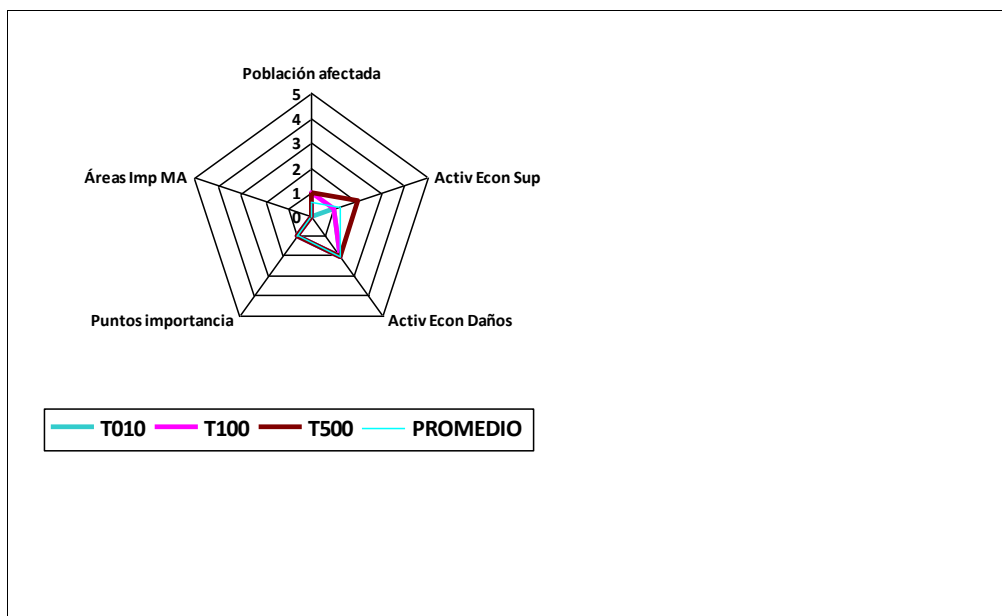 Población afectada
5
4
3
2
1
0
Áreas Imp MA
Activ Econ Sup
Puntos importancia
Activ Econ Daños
T010 T100 T500 PROMEDIO